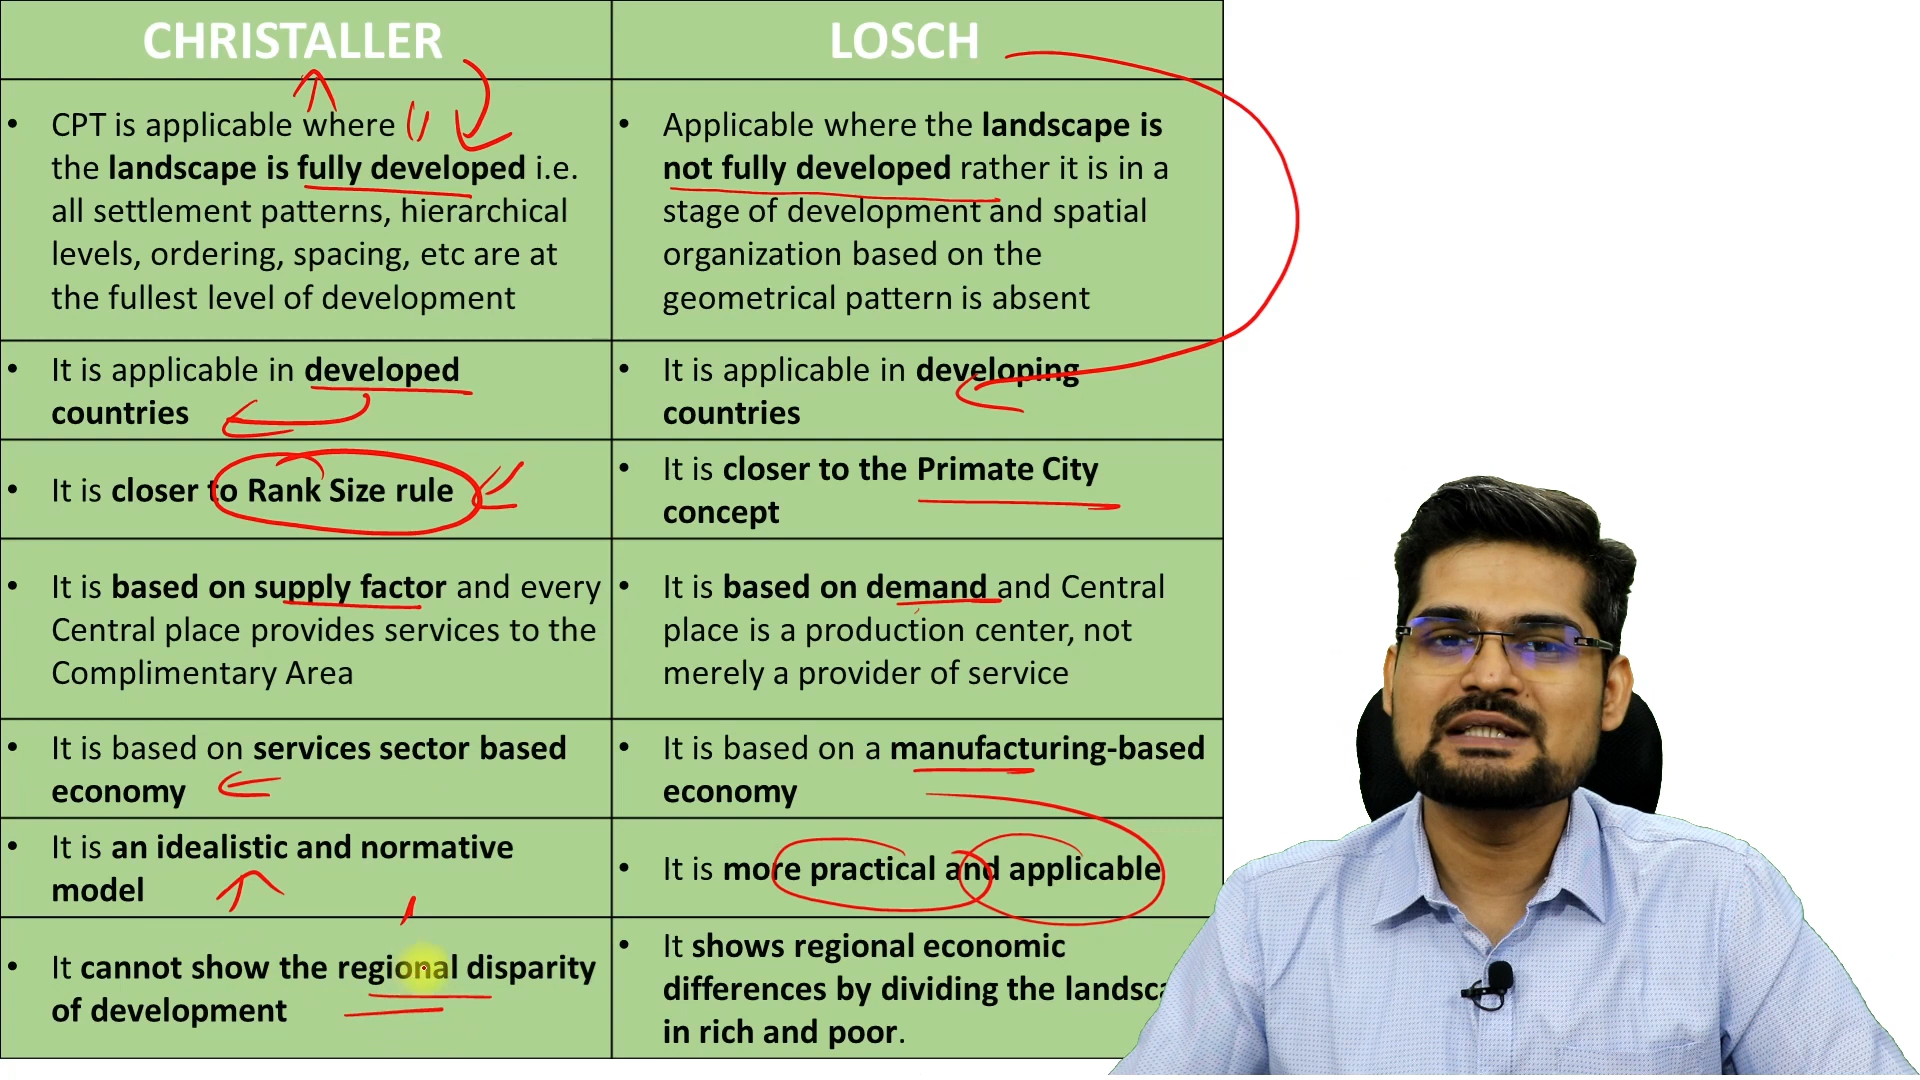 CHRISTALLER
LOSCH
• CPT is applicable where
the landscape is fully developed i.e.
all settlement patterns, hierarchical
levels, ordering, spacing, etc are at
the fullest level of development
• Applicable where the landscape is
not fully developed rather it is in a
stage of development and spatial
organization based on the
geometrical pattern is absent
• It is applicable in developed
countries
• It is applicable in developing
countries
• It is closer to Rank Size rule
• It is closer to the Primate City
concept
• It is based on supply factor and every
Central place provides services to the
Complimentary Area
• It is based on demand and Central
place is a production center, not
merely a provider of service
• It is based on services sector based
economy
• It is based on a manufacturing-based
economy
• It is an idealistic and normative
model
• It is more practical and applicable
• It cannot show the regional disparity
of development
• It shows regional economic
differences by dividing the landsca
in rich and poor.